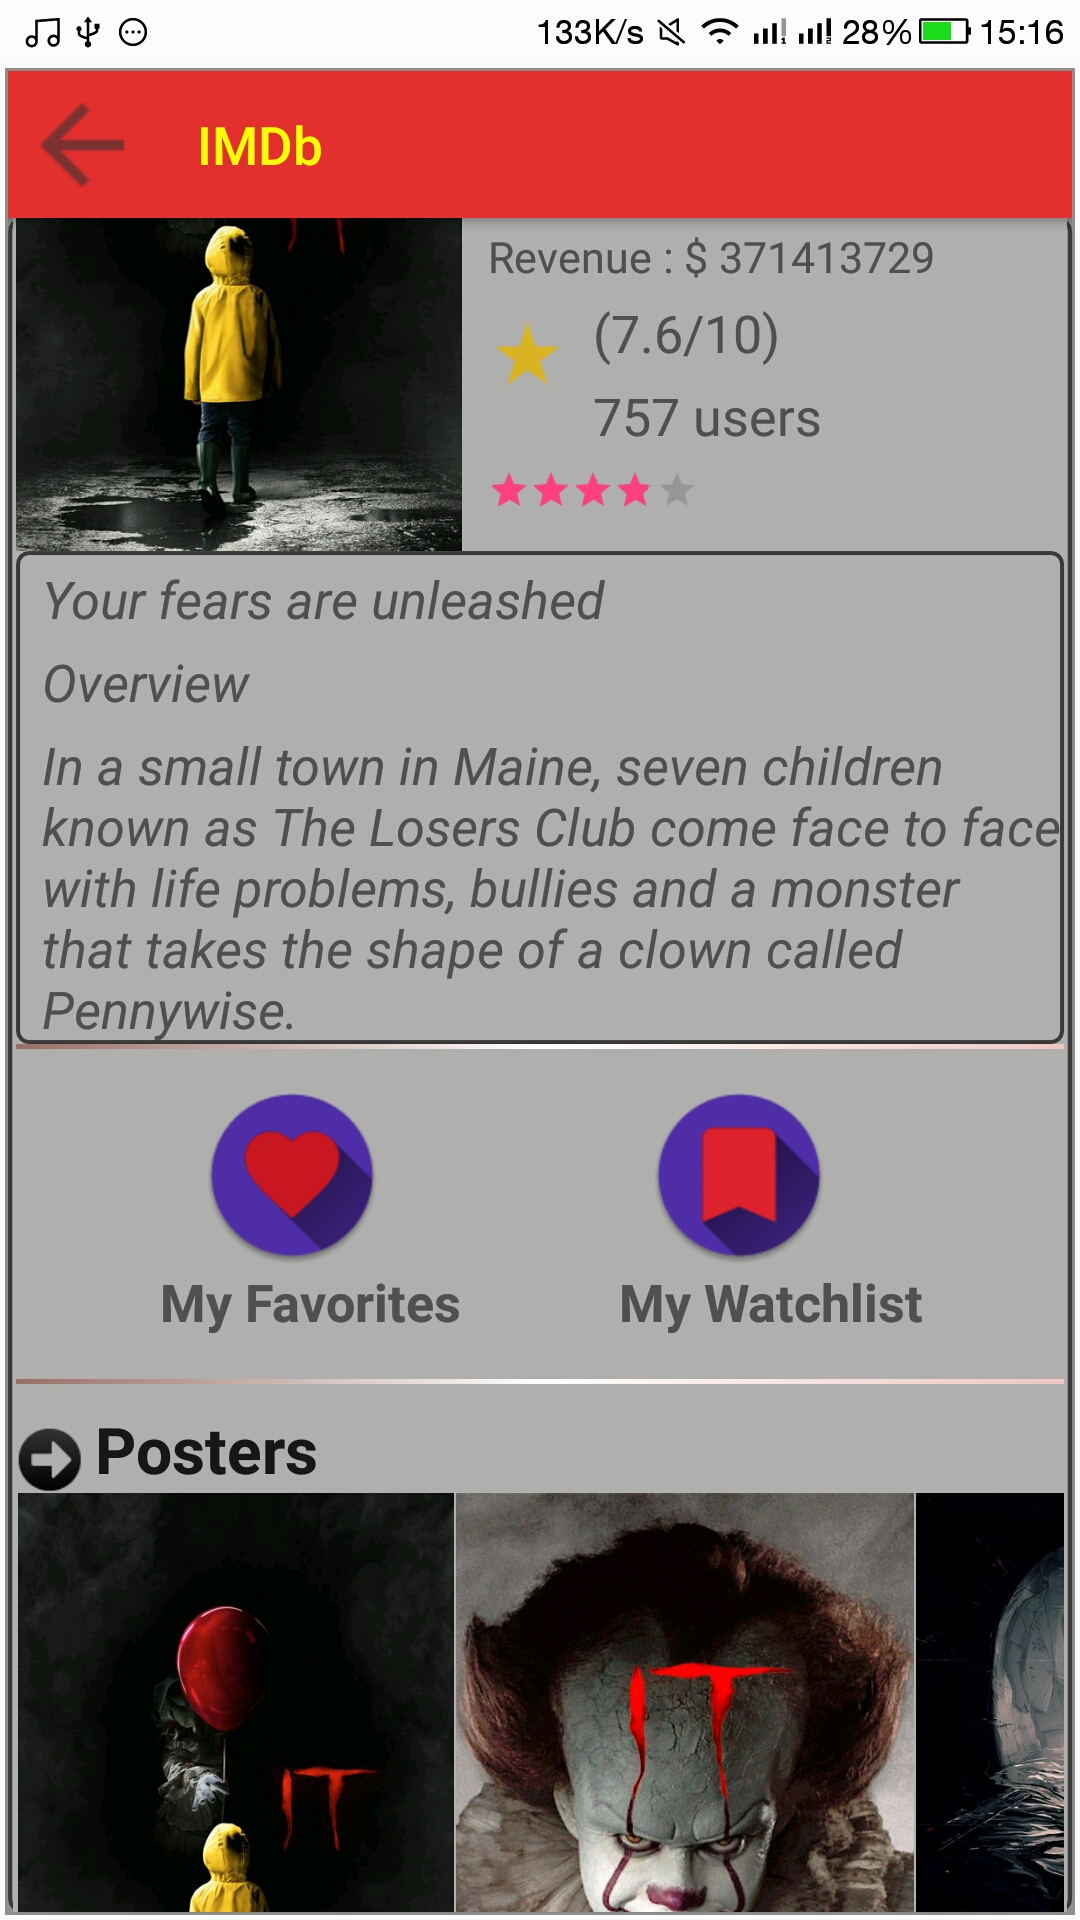 133K/s 28% 15:16
IMDb
Revenue : $ 371413729
(7.6/10)
757 users
Your fears are unleashed
Overview
In a small town in Maine, seven children
known as The Losers Club come face to face
with life problems, bullies and a monster
that takes the shape of a clown called
Pennywise.
My Favorites My Watchlist
Posters
IT IT